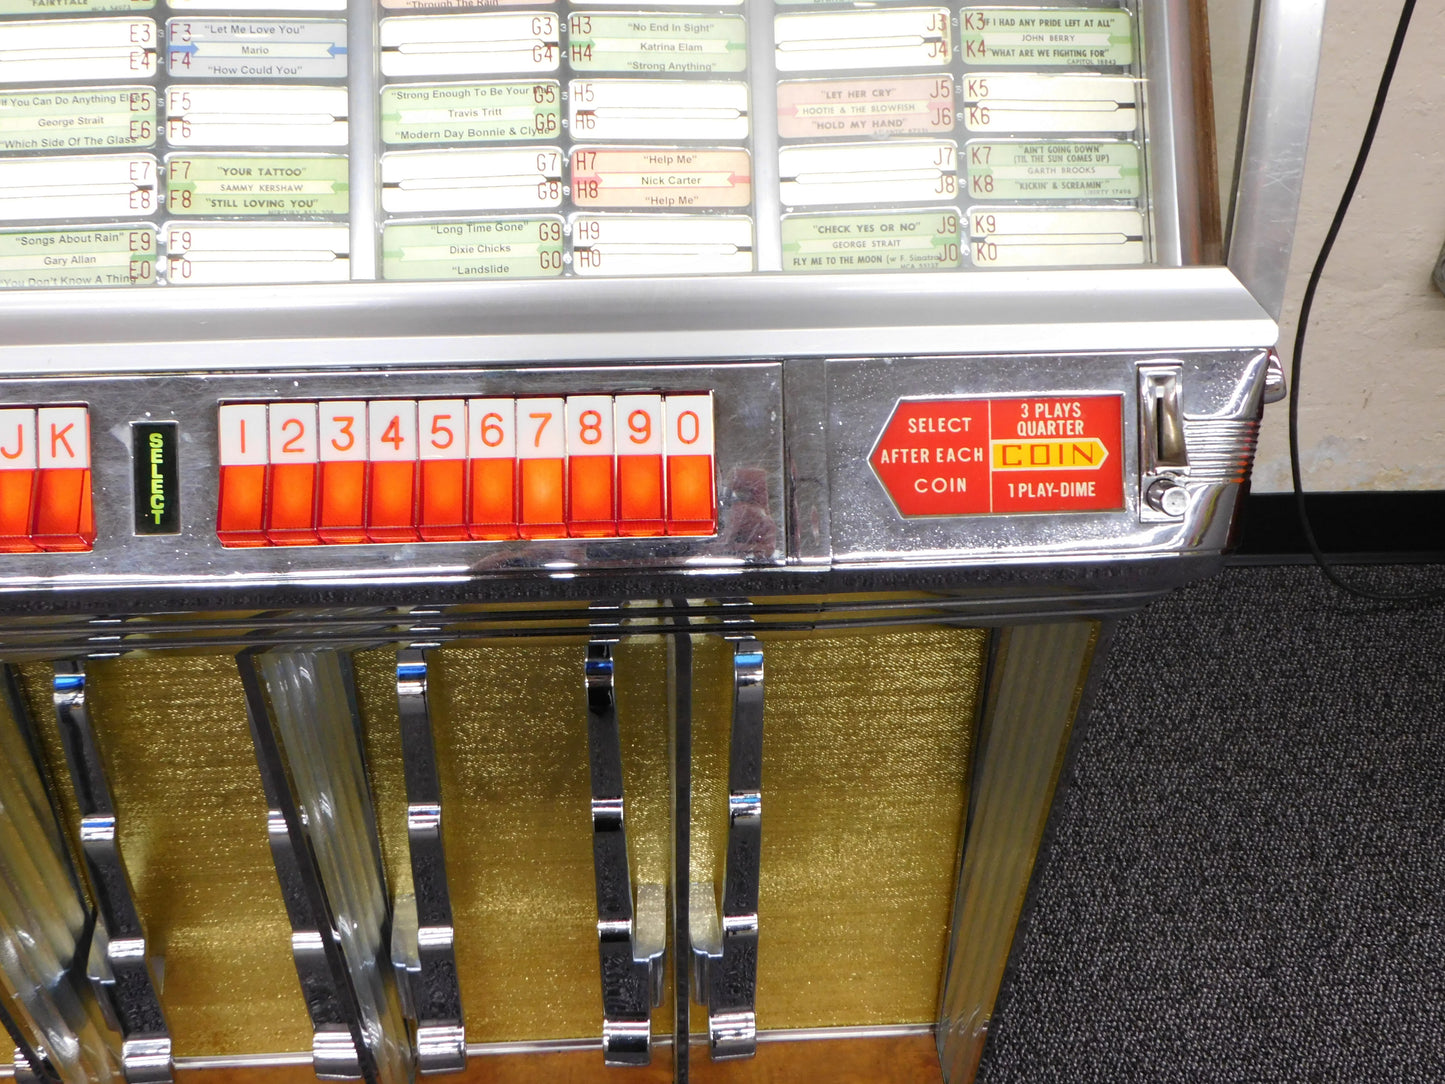 FAIRYTALE
"Through The Rain
E3
E4
F3
F4
"Let Me Love You"
Mario
"How Could You"
G3
G4
H3
H4
"No End In Sight"
Katrina Elam
"Strong Anything"
J3
J4
K3
K4
"IF I HAD ANY PRIDE LEFT AT ALL"
JOHN BERRY
"WHAT ARE WE FIGHTING FOR"
CAPITOL 18842
If You Can Do Anything Else
George Strait
"Which Side Of The Glass
E5
E6
F5
F6
"Strong Enough To Be Your Man
Travis Tritt
"Modern Day Bonnie & Clyde
G5
G6
H5
H6
"LET HER CRY"
HOOTIE & THE BLOWFISH
"HOLD MY HAND"
J5
J6
K5
K6
E7
E8
F7
F8
"YOUR TATTOO"
SAMMY KERSHAW
"STILL LOVING YOU"
G7
G8
H7
H8
"Help Me"
Nick Carter
"Help Me"
J7
J8
K7
K8
"AIN'T GOING DOWN"
(TIL THE SUN COMES UP)
GARTH BROOKS
"KICKIN' & SCREAMIN'"
"Songs About Rain"
Gary Allan
"You Don't Know A Thing
E9
E0
F9
F0
"Long Time Gone"
Dixie Chicks
"Landslide
G9
G0
H9
H0
"CHECK YES OR NO"
GEORGE STRAIT
FLY ME TO THE MOON (w F. Sinatra)
J9
J0
K9
K0
J K
SELECT
1 2 3 4 5 6 7 8 9 0
SELECT
AFTER EACH
COIN
3 PLAYS
QUARTER
COIN
1 PLAY-DIME